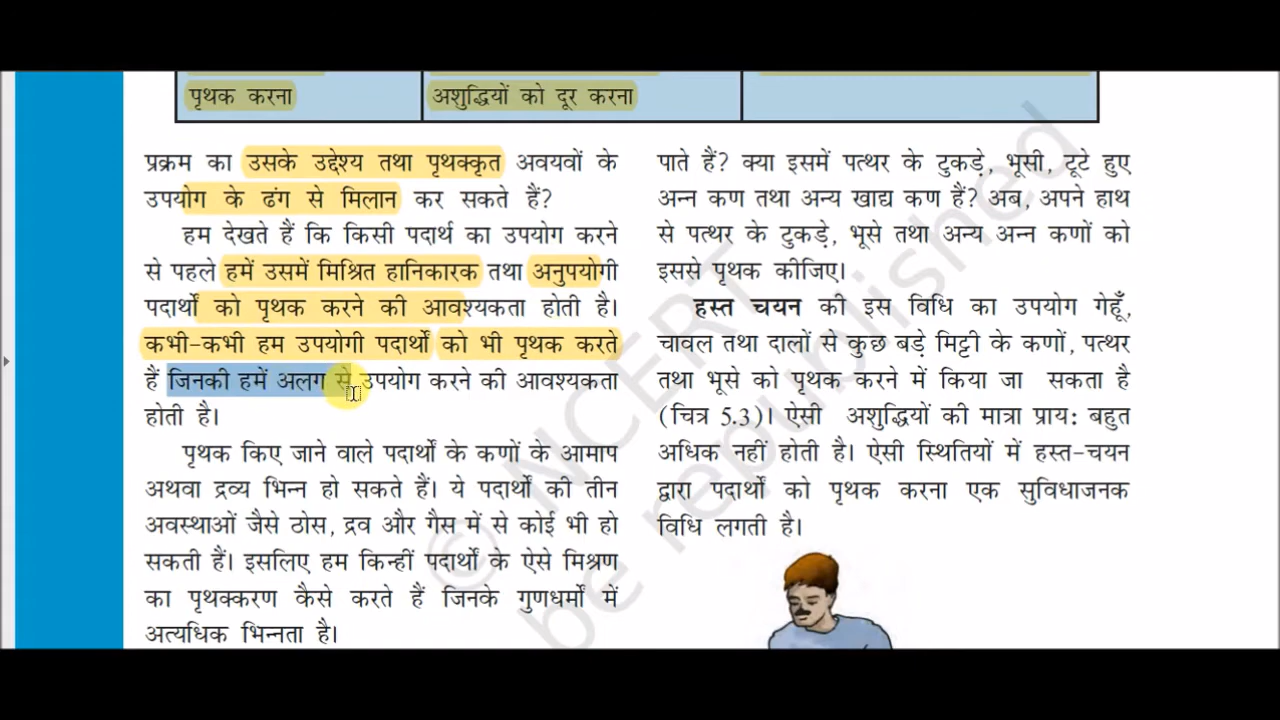 पृथक करना
अशुद्धियों को दूर करना
प्रक्रम का उसके उद्देश्य तथा पृथक्कृत अवयवों के
उपयोग के ढंग से मिलान कर सकते हैं?
हम देखते हैं कि किसी पदार्थ का उपयोग करने
से पहले हमें उसमें मिश्रित हानिकारक तथा अनुपयोगी
पदार्थों को पृथक करने की आवश्यकता होती है।
कभी-कभी हम उपयोगी पदार्थों को भी पृथक करते
हैं जिनकी हमें अलग से उपयोग करने की आवश्यकता
होती है।
पृथक किए जाने वाले पदार्थों के कणों के आमाप
अथवा द्रव्य भिन्न हो सकते हैं। ये पदार्थों की तीन
अवस्थाओं जैसे ठोस, द्रव और गैस में से कोई भी हो
सकती हैं। इसलिए हम किन्हीं पदार्थों के ऐसे मिश्रण
का पृथक्करण कैसे करते हैं जिनके गुणधर्मों में
अत्यधिक भिन्नता है।
पाते हैं? क्या इसमें पत्थर के टुकड़े, भूसी, टूटे हुए
अन्न कण तथा अन्य खाद्य कण हैं? अब, अपने हाथ
से पत्थर के टुकड़े, भूसे तथा अन्य अन्न कणों को
इससे पृथक कीजिए।
हस्त चयन की इस विधि का उपयोग गेहूँ,
चावल तथा दालों से कुछ बड़े मिट्टी के कणों, पत्थर
तथा भूसे को पृथक करने में किया जा सकता है
(चित्र 5.3)। ऐसी अशुद्धियों की मात्रा प्राय: बहुत
अधिक नहीं होती है। ऐसी स्थितियों में हस्त-चयन
द्वारा पदार्थों को पृथक करना एक सुविधाजनक
विधि लगती है।
© NCERT
be republished